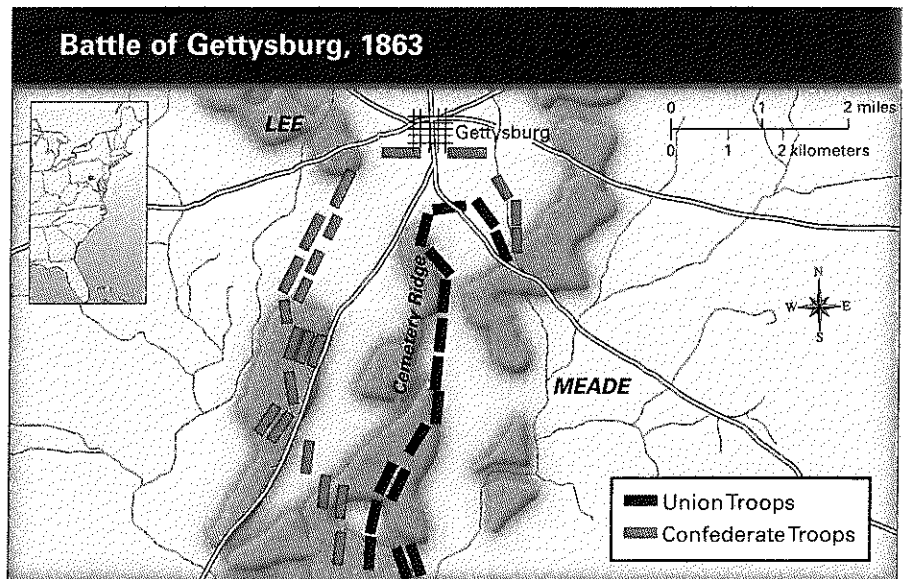 Battle of Gettysburg, 1863
LEE
Gettysburg
0 1 2 miles
0 1 2 kilometers
Cemetery Ridge
N
W E
S
MEADE
Union Troops
Confederate Troops